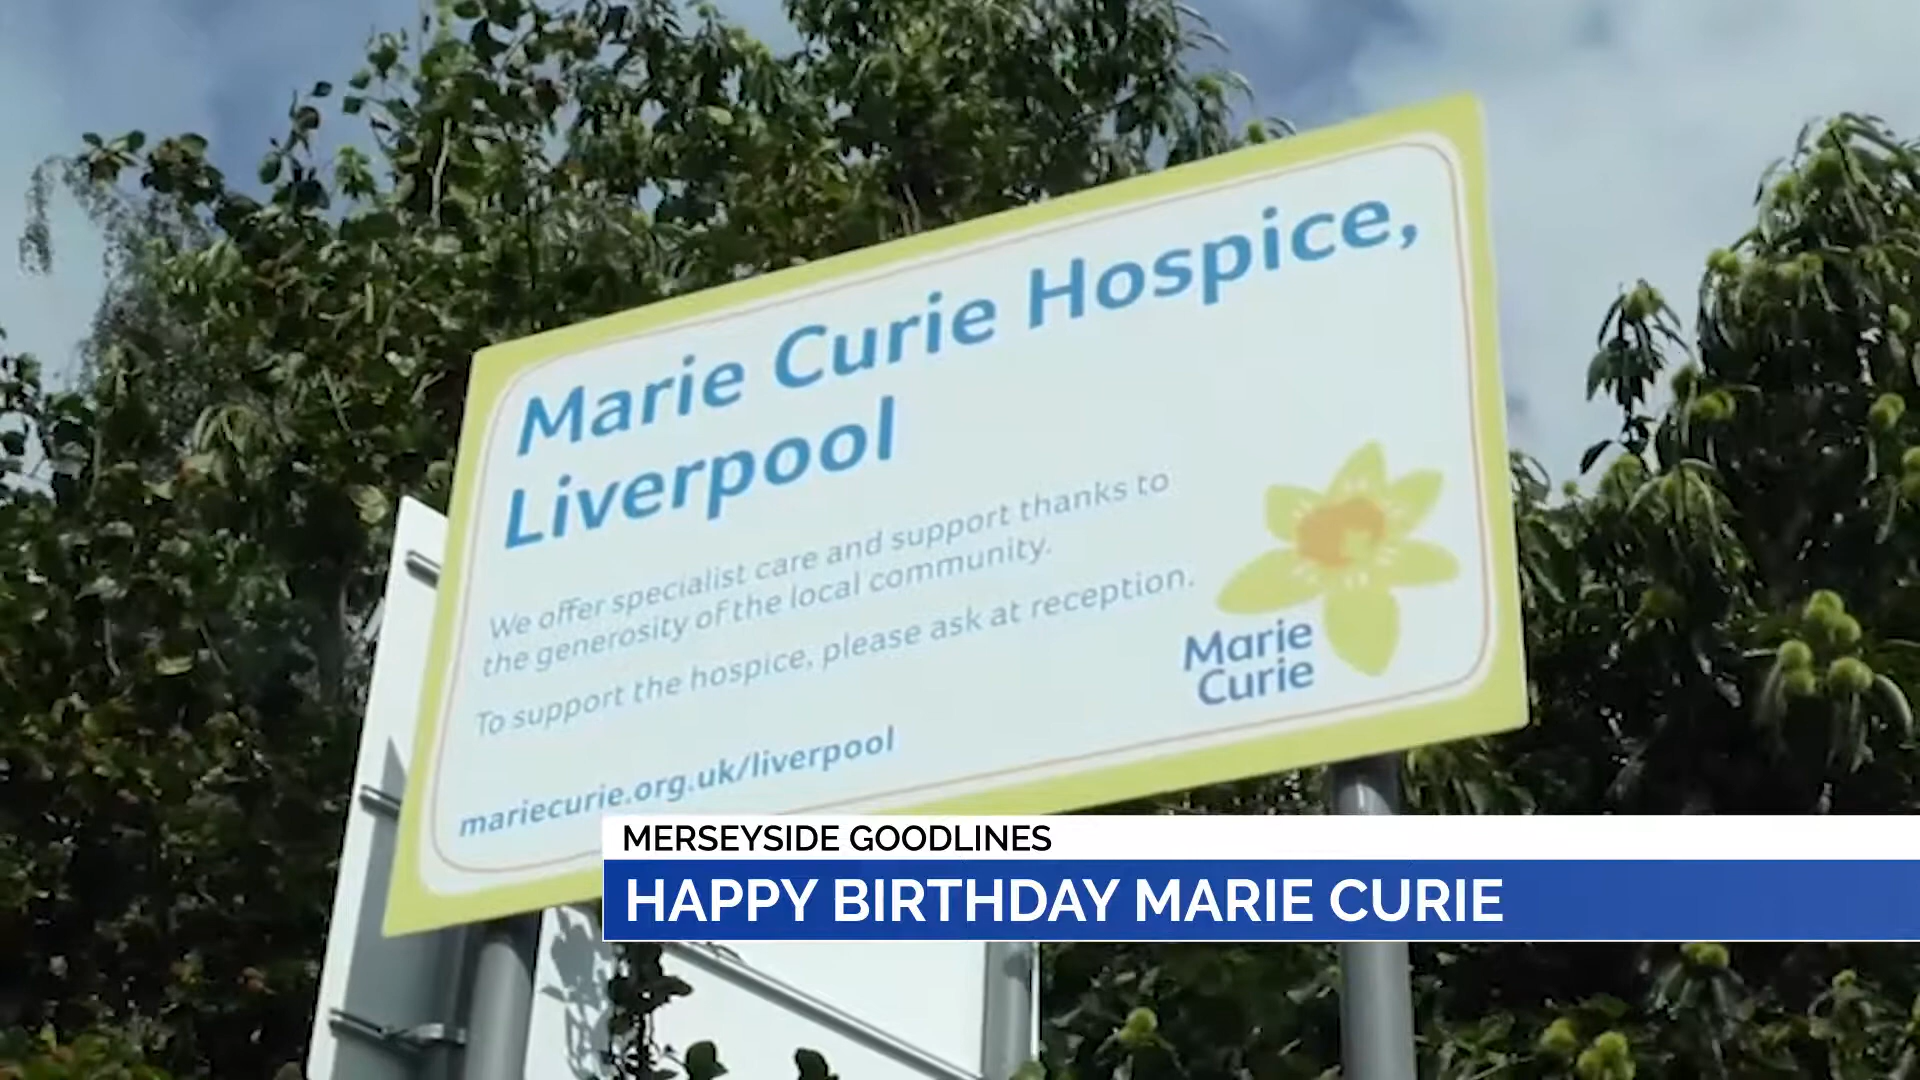 Marie Curie Hospice,
Liverpool
We offer specialist care and support thanks to
the generosity of the local community.
To support the hospice, please ask at reception.
mariecurie.org.uk/liverpool
Marie
Curie
MERSEYSIDE GOODLINES
HAPPY BIRTHDAY MARIE CURIE